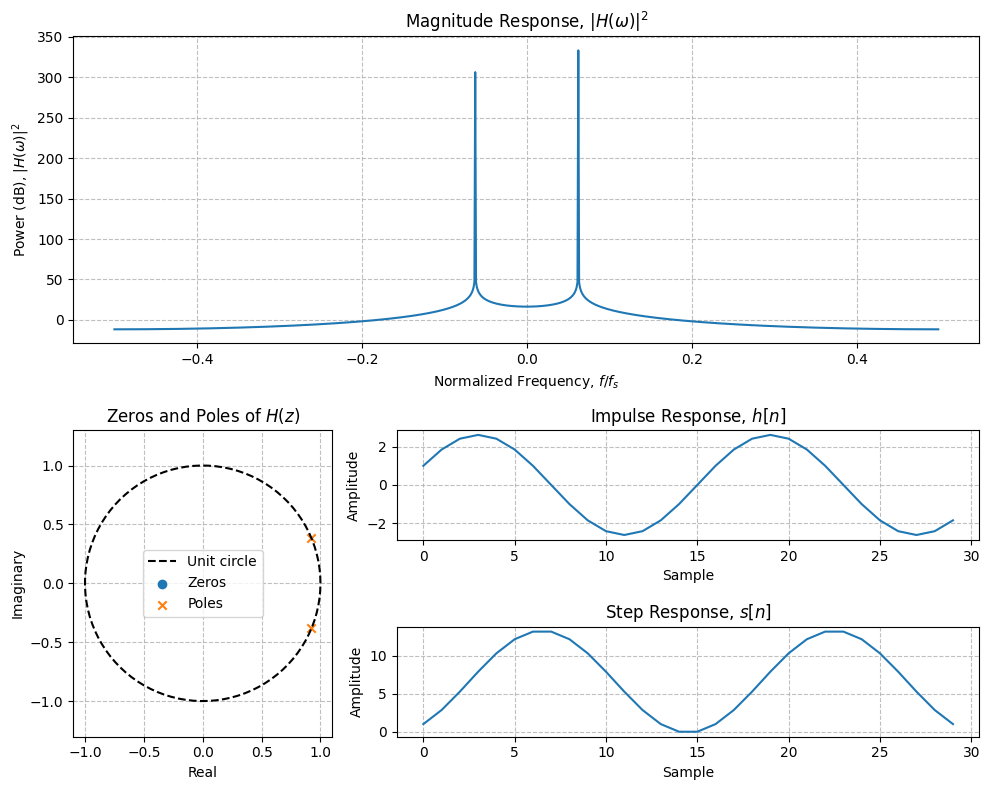 Magnitude Response, $|H(\omega)|^2$
Power (dB), $|H(\omega)|^2$
350
300
250
200
150
100
50
0
−0.4 −0.2 0.0 0.2 0.4
Normalized Frequency, $f/f_s$
Zeros and Poles of $H(z)$
Imaginary
1.0
0.5
0.0
−0.5
−1.0
Unit circle
Zeros
Poles
−1.0 −0.5 0.0 0.5 1.0
Real
Impulse Response, $h[n]$
Amplitude
2
0
−2
0 5 10 15 20 25 30
Sample
Step Response, $s[n]$
Amplitude
10
5
0
0 5 10 15 20 25 30
Sample